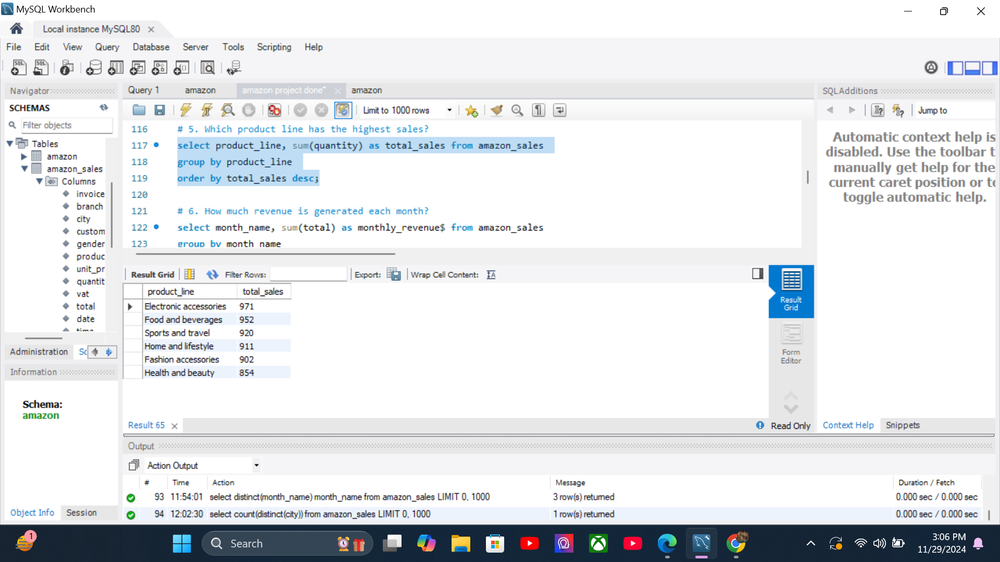 MySQL Workbench
Local instance MySQL80
File Edit View Query Database Server Tools Scripting Help
Navigator
SCHEMAS
Filter objects
Tables
amazon
amazon_sales
Columns
invoice
branch
city
custom
gender
produc
unit_pr
quantit
vat
total
date
time
Administration Sc
Information
Schema:
amazon
Object Info Session
Query 1 amazon amazon project done* amazon
Limit to 1000 rows
116 # 5. Which product line has the highest sales?
117 select product_line, sum(quantity) as total_sales from amazon_sales
118 group by product_line
119 order by total_sales desc;
120
121 # 6. How much revenue is generated each month?
122 select month_name, sum(total) as monthly_revenue$ from amazon_sales
123 group by month_name
Result Grid Filter Rows: Export: Wrap Cell Content:
product_line total_sales
Electronic accessories 971
Food and beverages 952
Sports and travel 920
Home and lifestyle 911
Fashion accessories 902
Health and beauty 854
Result
Grid
Form
Editor
Result 65
Read Only
SQLAdditions
Jump to
Automatic context help is
disabled. Use the toolbar t
manually get help for the
current caret position or to
toggle automatic help.
Context Help Snippets
Output
Action Output
# Time Action Message Duration / Fetch
93 11:54:01 select distinct(month_name) month_name from amazon_sales LIMIT 0, 1000 3 row(s) returned 0.000 sec / 0.000 sec
94 12:02:30 select count(distinct(city)) from amazon_sales LIMIT 0, 1000 1 row(s) returned 0.000 sec / 0.000 sec
1
Search
3:06 PM
11/29/2024